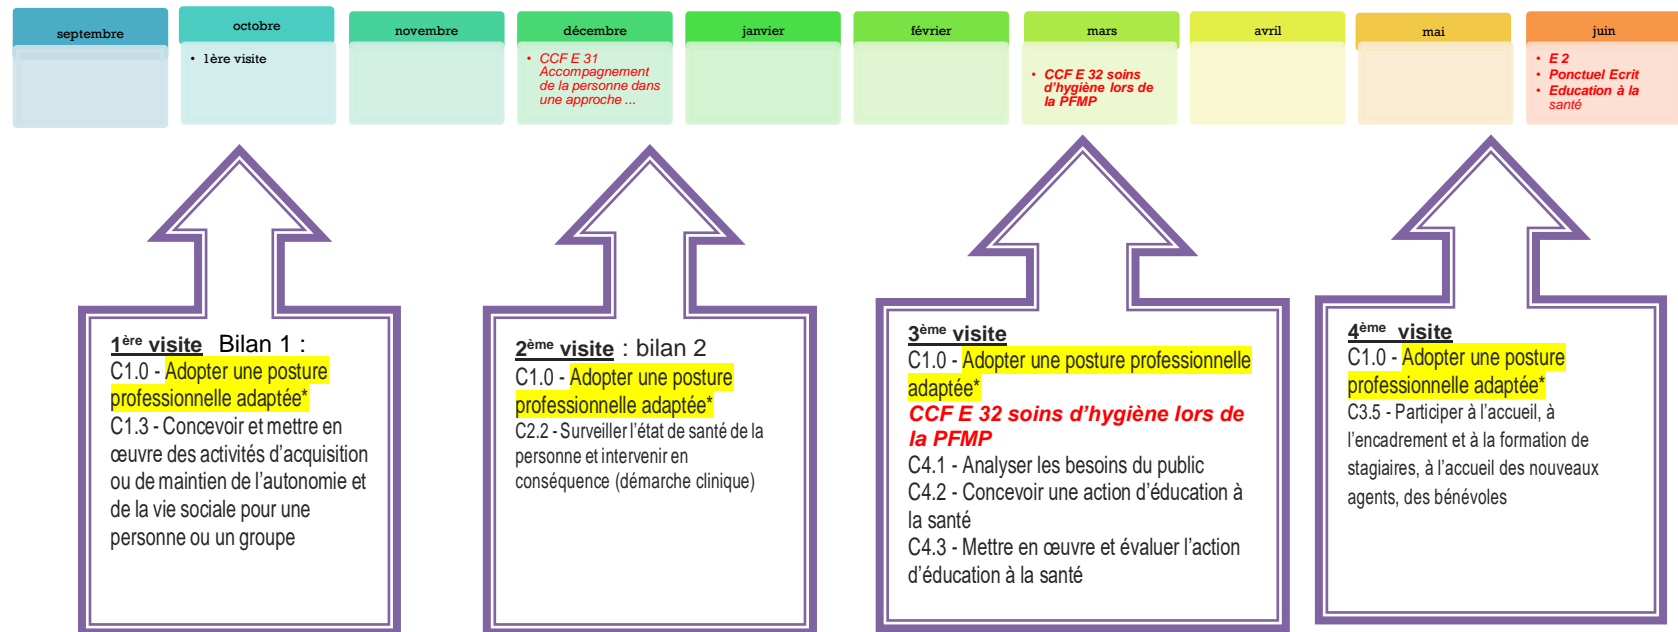 septembre
octobre
novembre
décembre
janvier
février
mars
avril
mai
juin
• 1ère visite
• CCF E 31
Accompagnement
de la personne dans
une approche ...
• CCF E 32 soins
d’hygiène lors de
la PFMP
• E 2
• Ponctuel Ecrit
• Education à la
santé
1ère visite Bilan 1 :
C1.0 - Adopter une posture
professionnelle adaptée*
C1.3 - Concevoir et mettre en
œuvre des activités d’acquisition
ou de maintien de l’autonomie et
de la vie sociale pour une
personne ou un groupe
2ème visite : bilan 2
C1.0 - Adopter une posture
professionnelle adaptée*
C2.2 - Surveiller l’état de santé de la
personne et intervenir en
conséquence (démarche clinique)
3ème visite
C1.0 - Adopter une posture professionnelle
adaptée*
CCF E 32 soins d’hygiène lors de
la PFMP
C4.1 - Analyser les besoins du public
C4.2 - Concevoir une action d’éducation à
la santé
C4.3 - Mettre en œuvre et évaluer l’action
d’éducation à la santé
4ème visite
C1.0 - Adopter une posture
professionnelle adaptée*
C3.5 - Participer à l’accueil, à
l’encadrement et à la formation de
stagiaires, à l’accueil des nouveaux
agents, des bénévoles